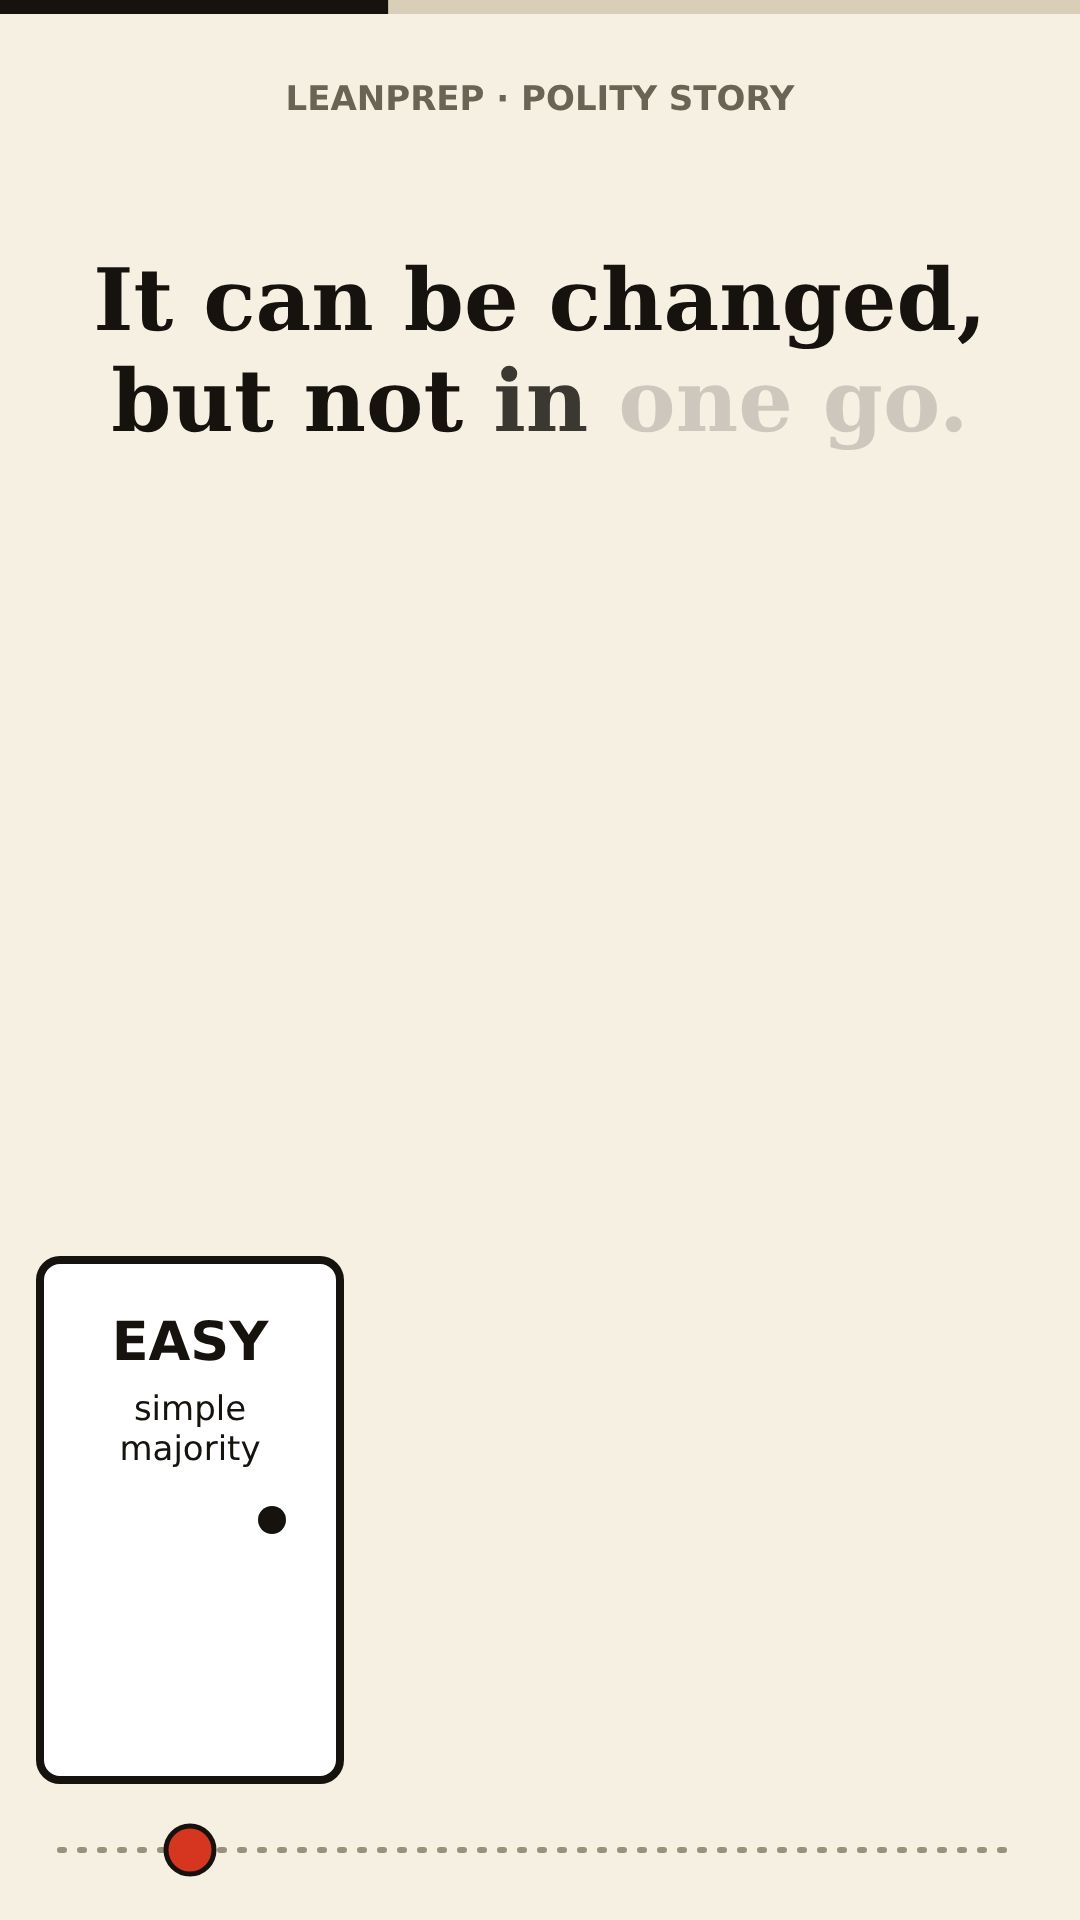 LEANPREP · POLITY STORY
It can be changed,
but not in one go.
EASY
simple
majority